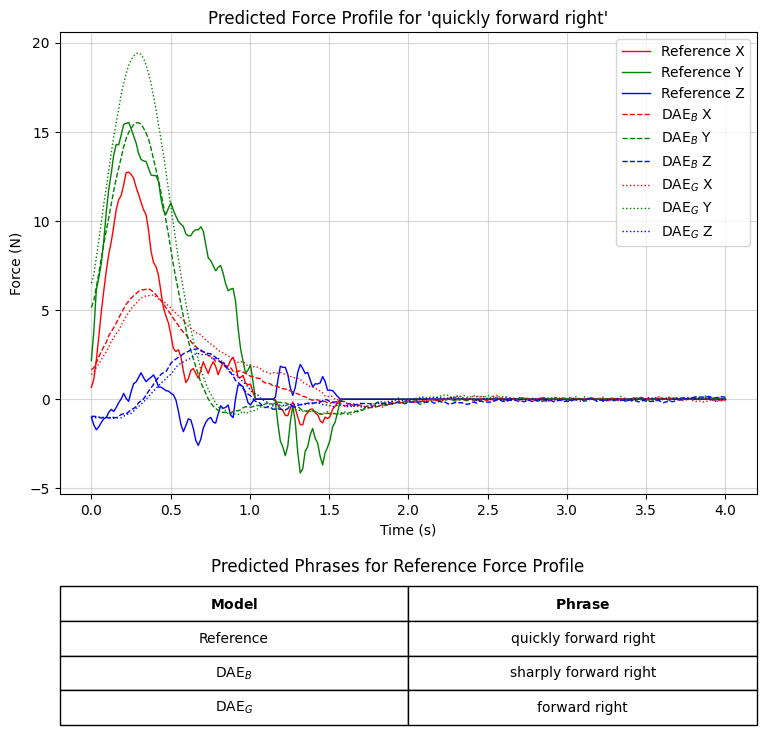 Predicted Force Profile for 'quickly forward right'
Force (N)
20
15
10
5
0
−5
Reference X
Reference Y
Reference Z
DAE_B X
DAE_B Y
DAE_B Z
DAE_G X
DAE_G Y
DAE_G Z
0.0 0.5 1.0 1.5 2.0 2.5 3.0 3.5 4.0
Time (s)
Predicted Phrases for Reference Force Profile
Model Phrase
Reference quickly forward right
DAE_B sharply forward right
DAE_G forward right